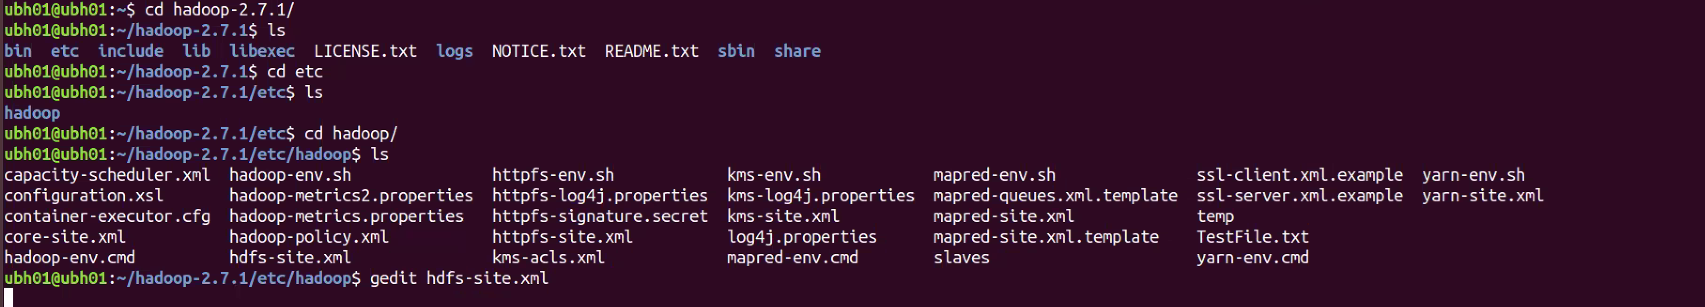 ubh01@ubh01:~$ cd hadoop-2.7.1/
ubh01@ubh01:~/hadoop-2.7.1$ ls
bin  etc  include  lib  libexec  LICENSE.txt  logs  NOTICE.txt  README.txt  sbin  share
ubh01@ubh01:~/hadoop-2.7.1$ cd etc
ubh01@ubh01:~/hadoop-2.7.1/etc$ ls
hadoop
ubh01@ubh01:~/hadoop-2.7.1/etc$ cd hadoop/
ubh01@ubh01:~/hadoop-2.7.1/etc/hadoop$ ls
capacity-scheduler.xml  hadoop-env.sh  httpfs-env.sh  kms-env.sh  mapred-env.sh  ssl-client.xml.example  yarn-env.sh
configuration.xsl  hadoop-metrics2.properties  httpfs-log4j.properties  kms-log4j.properties  mapred-queues.xml.template  ssl-server.xml.example  yarn-site.xml
container-executor.cfg  hadoop-metrics.properties  httpfs-signature.secret  kms-site.xml  mapred-site.xml  temp
core-site.xml  hadoop-policy.xml  httpfs-site.xml  log4j.properties  mapred-site.xml.template  TestFile.txt
hadoop-env.cmd  hdfs-site.xml  kms-acls.xml  mapred-env.cmd  slaves  yarn-env.cmd
ubh01@ubh01:~/hadoop-2.7.1/etc/hadoop$ gedit hdfs-site.xml